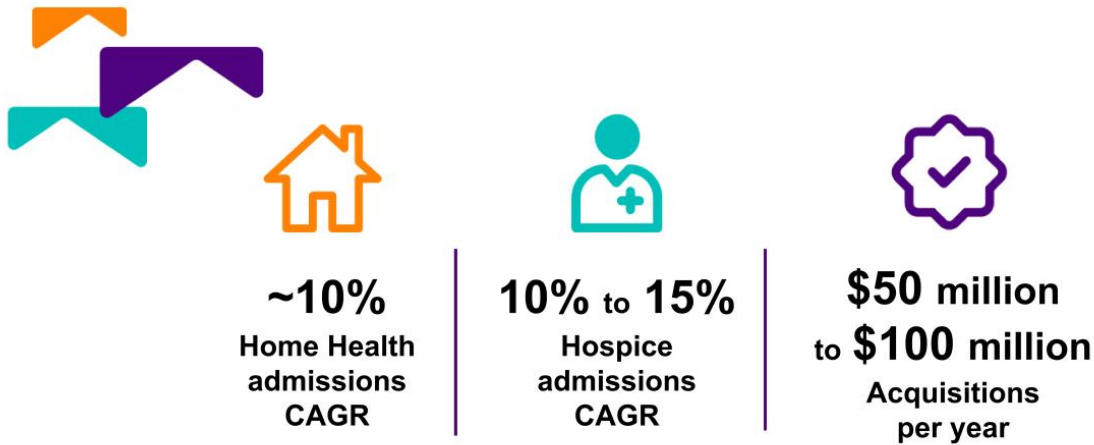 ~10%
Home Health
admissions
CAGR
10% to 15%
Hospice
admissions
CAGR
$50 million
to $100 million
Acquisitions
per year